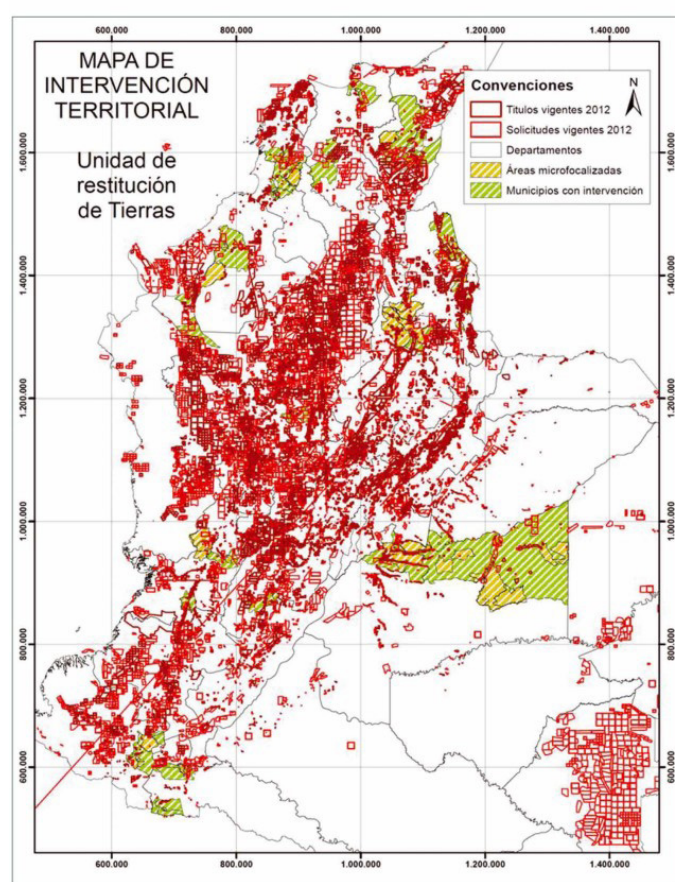 600.000 800.000 1.000.000 1.200.000 1.400.000
MAPA DE
INTERVENCIÓN
TERRITORIAL
Unidad de
restitución
de Tierras
Convenciones
N
Titulos vigentes 2012
Solicitudes vigentes 2012
Departamentos
Áreas microfocalizadas
Municipios con intervención
1.600.000
1.400.000
1.200.000
1.000.000
800.000
600.000
1.600.000
1.400.000
1.200.000
1.000.000
800.000
600.000
600.000 800.000 1.000.000 1.200.000 1.400.000